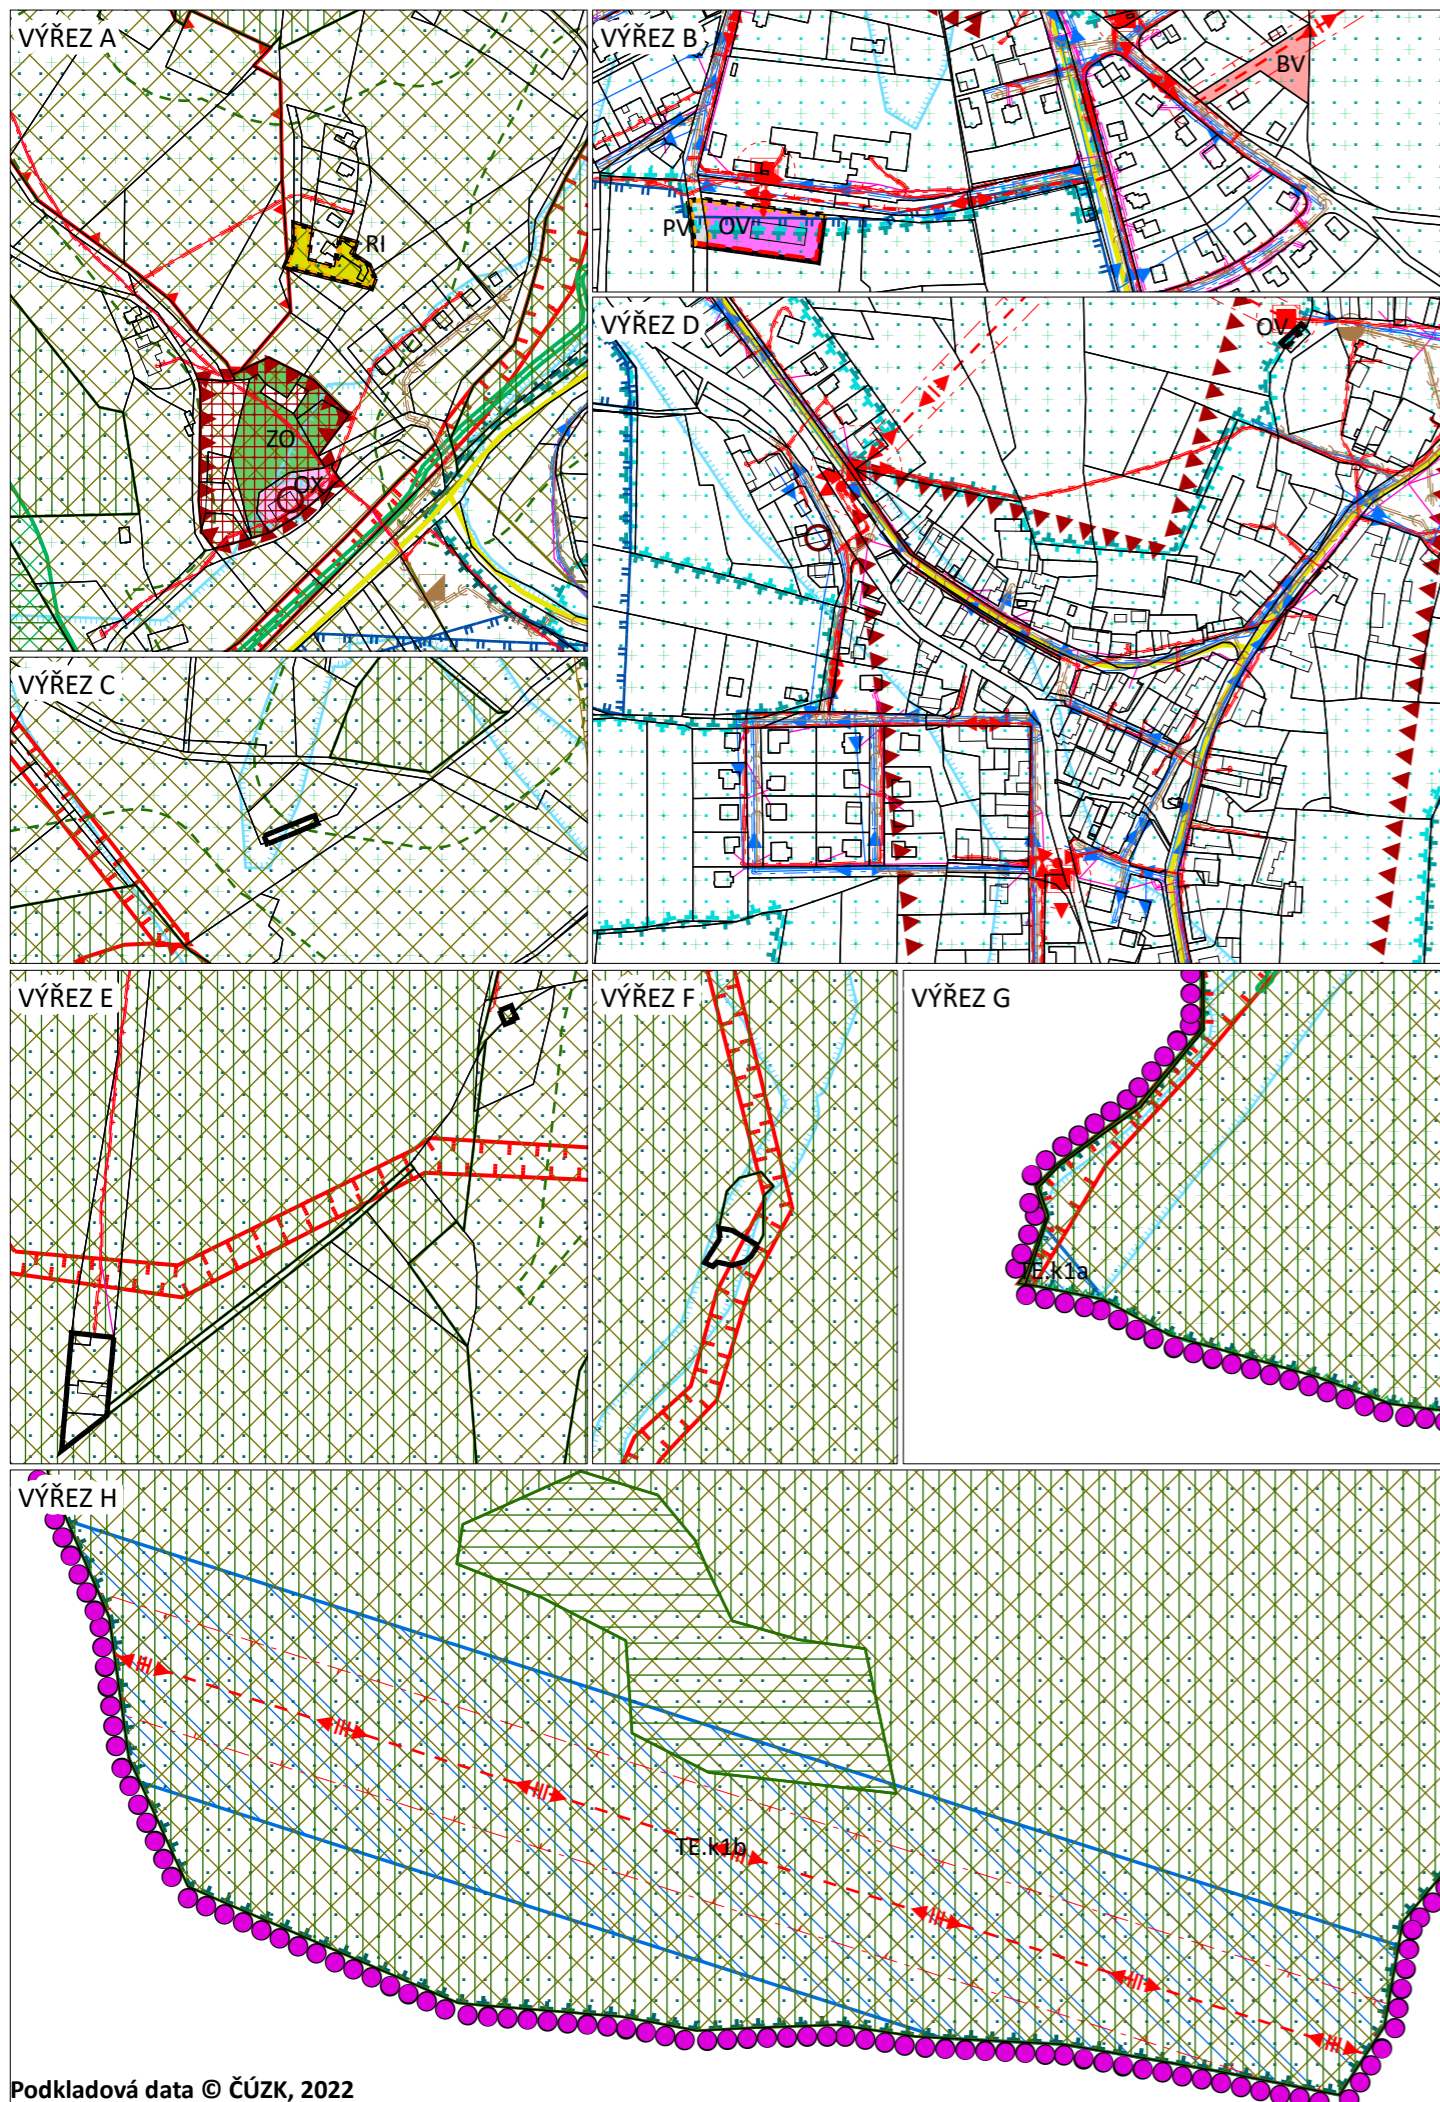 VÝŘEZ A
RI
ZO
OX
VÝŘEZ B
BV
PV
OV
VÝŘEZ C
VÝŘEZ D
OV
VÝŘEZ E
VÝŘEZ F
VÝŘEZ G
E.k1a
VÝŘEZ H
TE.k1b
Podkladová data © ČÚZK, 2022